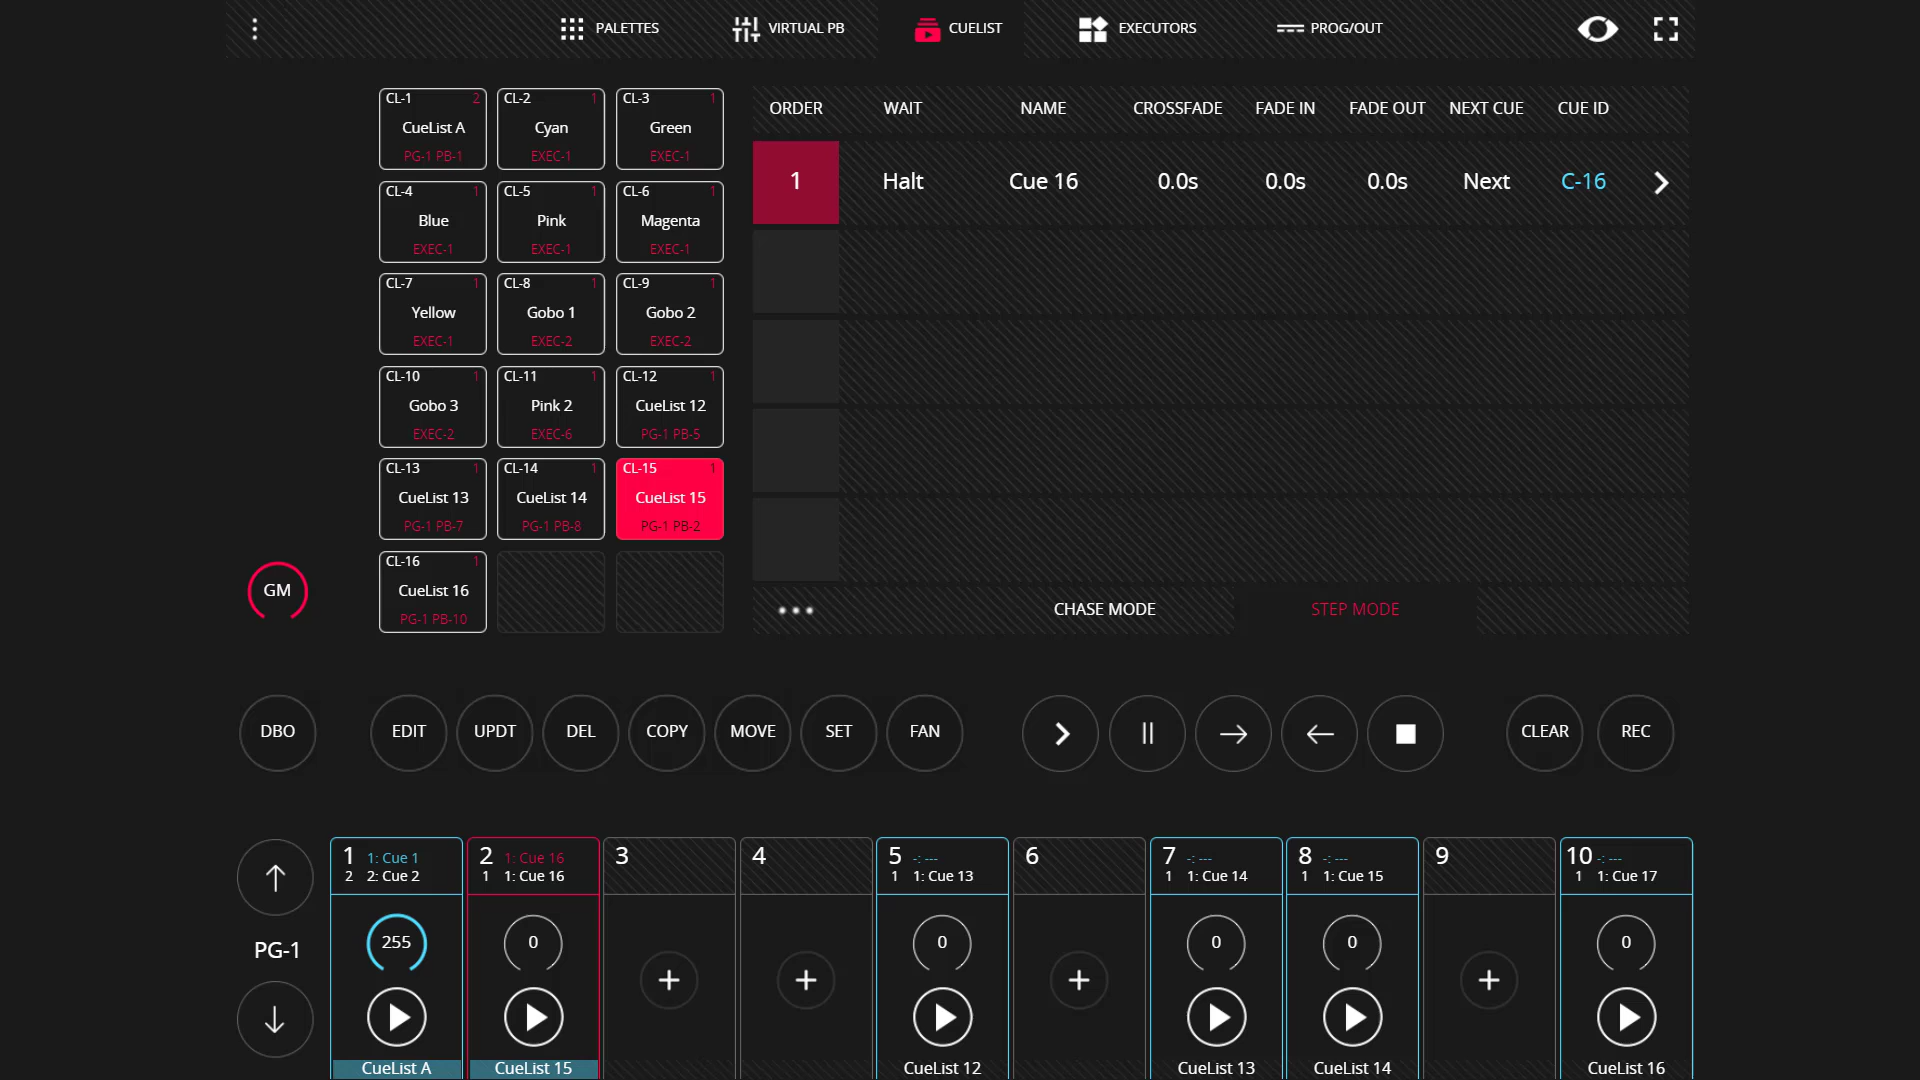 PALETTES
VIRTUAL PB
CUELIST
EXECUTORS
PROG/OUT
CL-1 2
CueList A
PG-1 PB-1
CL-2 1
Cyan
EXEC-1
CL-3 1
Green
EXEC-1
CL-4 1
Blue
EXEC-1
CL-5 1
Pink
EXEC-1
CL-6 1
Magenta
EXEC-1
CL-7 1
Yellow
EXEC-1
CL-8 1
Gobo 1
EXEC-2
CL-9 1
Gobo 2
EXEC-2
CL-10 1
Gobo 3
EXEC-2
CL-11 1
Pink 2
EXEC-6
CL-12 1
CueList 12
PG-1 PB-5
CL-13 1
CueList 13
PG-1 PB-7
CL-14 1
CueList 14
PG-1 PB-8
CL-15 1
CueList 15
PG-1 PB-2
CL-16 1
CueList 16
PG-1 PB-10
ORDER WAIT NAME CROSSFADE FADE IN FADE OUT NEXT CUE CUE ID
1 Halt Cue 16 0.0s 0.0s 0.0s Next C-16
CHASE MODE
STEP MODE
GM
DBO EDIT UPDT DEL COPY MOVE SET FAN CLEAR REC
PG-1
1 1: Cue 1
2 2: Cue 2
255
CueList A
2 1: Cue 16
1 1: Cue 16
0
CueList 15
3
4
5 -: ---
1 1: Cue 13
0
CueList 12
6
7 -: ---
1 1: Cue 14
0
CueList 13
8 -: ---
1 1: Cue 15
0
CueList 14
9
10 -: ---
1 1: Cue 17
0
CueList 16